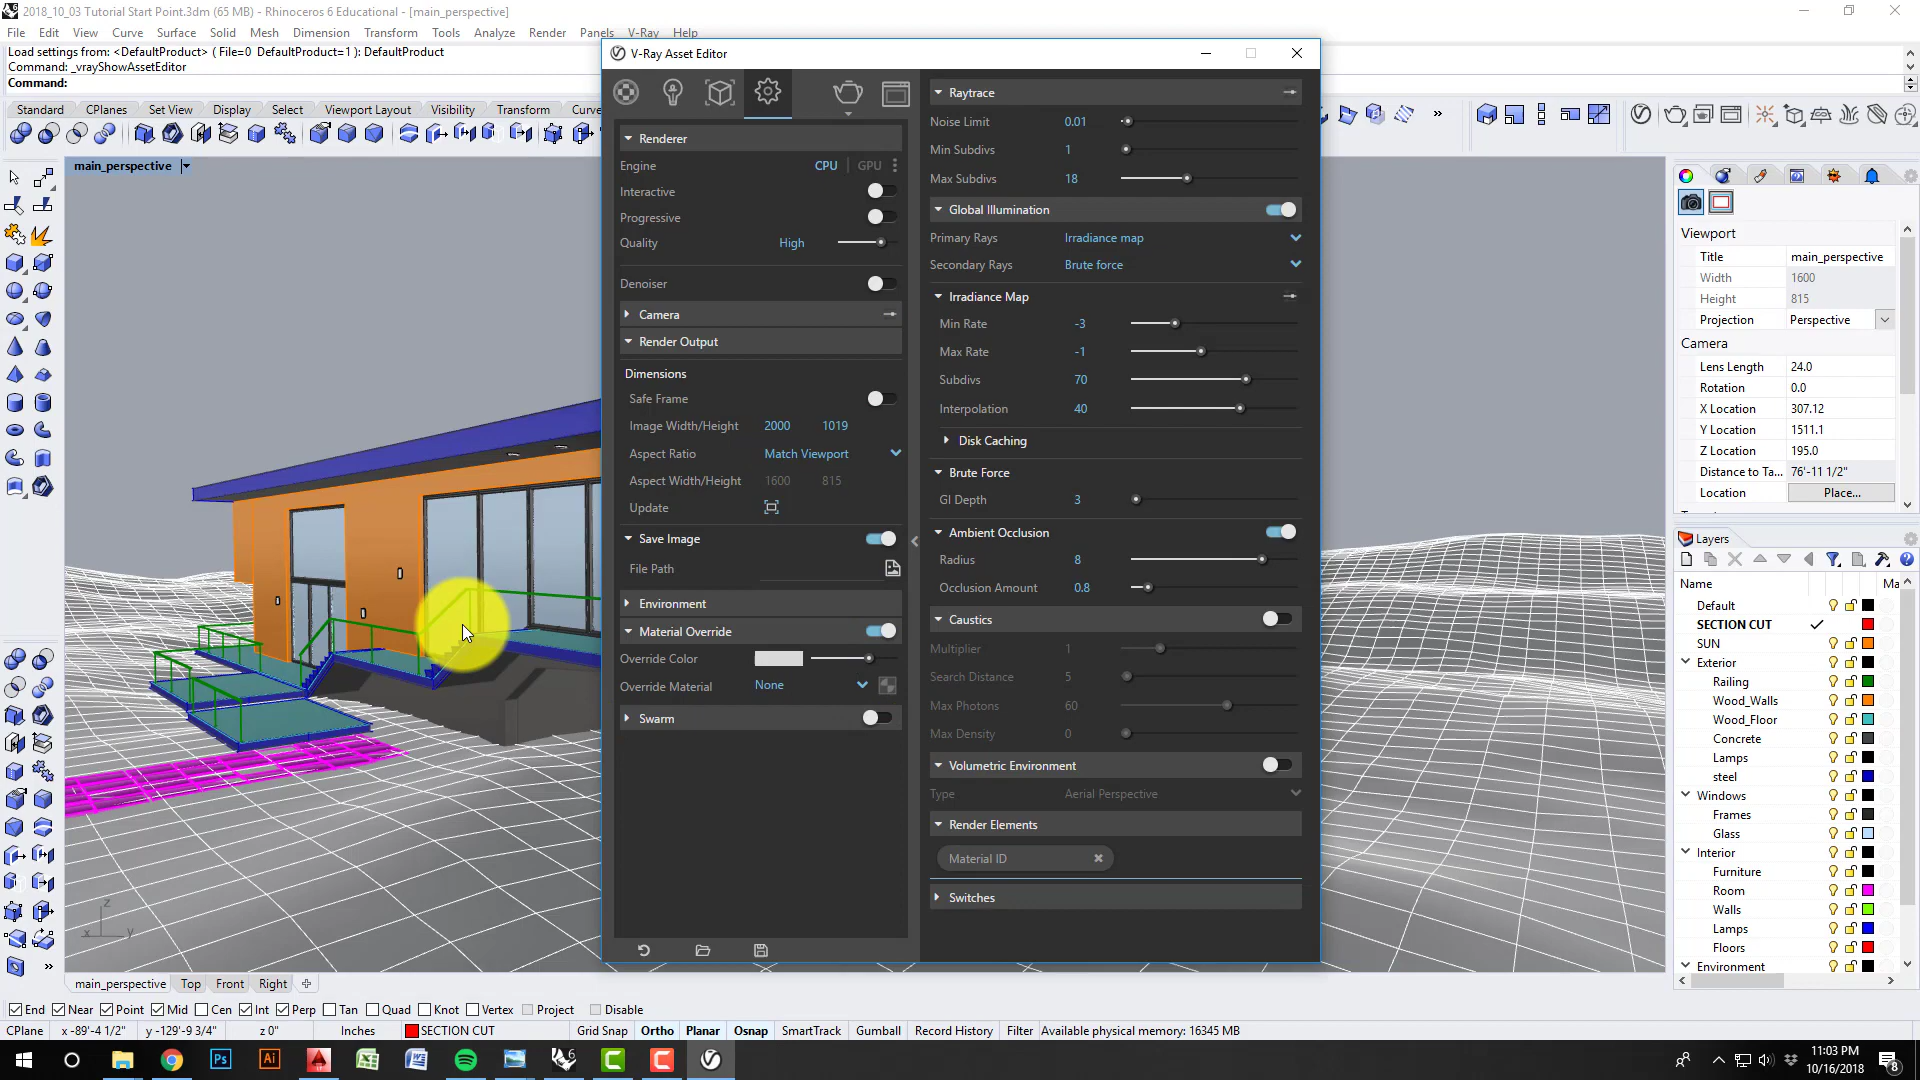 2018_10_03 Tutorial Start Point.3dm (65 MB) - Rhinoceros 6 Educational - [main_perspective]
File Edit View Curve Surface Solid Mesh Dimension Transform Tools Analyze Render Panels V-Ray Help
Load settings from: <DefaultProduct> ( File=0 DefaultProduct=1 ): DefaultProduct
Command: _vrayShowAssetEditor
Command:
Standard CPlanes Set View Display Select Viewport Layout Visibility Transform Curve
main_perspective
V-Ray Asset Editor
Renderer
Engine CPU GPU
Interactive
Progressive
Quality High
Denoiser
Camera
Render Output
Dimensions
Safe Frame
Image Width/Height 2000 1019
Aspect Ratio Match Viewport
Aspect Width/Height 1600 815
Update
Save Image
File Path
Environment
Material Override
Override Color
Override Material None
Swarm
Raytrace
Noise Limit 0.01
Min Subdivs 1
Max Subdivs 18
Global Illumination
Primary Rays Irradiance map
Secondary Rays Brute force
Irradiance Map
Min Rate -3
Max Rate -1
Subdivs 70
Interpolation 40
Disk Caching
Brute Force
GI Depth 3
Ambient Occlusion
Radius 8
Occlusion Amount 0.8
Caustics
Multiplier 1
Search Distance 5
Max Photons 60
Max Density 0
Volumetric Environment
Type Aerial Perspective
Render Elements
Material ID
Switches
Viewport
Title main_perspective
Width 1600
Height 815
Projection Perspective
Camera
Lens Length 24.0
Rotation 0.0
X Location 307.12
Y Location 1511.1
Z Location 195.0
Distance to Ta... 76'-11 1/2"
Location Place...
Layers
Name Ma
Default
SECTION CUT
SUN
Exterior
Railing
Wood_Walls
Wood_Floor
Concrete
Lamps
steel
Windows
Frames
Glass
Interior
Furniture
Room
Walls
Lamps
Floors
Environment
z
x y
main_perspective Top Front Right
End Near Point Mid Cen Int Perp Tan Quad Knot Vertex Project Disable
CPlane x -89'-4 1/2" y -129'-9 3/4" z 0" Inches SECTION CUT Grid Snap Ortho Planar Osnap SmartTrack Gumball Record History Filter Available physical memory: 16345 MB
11:03 PM
10/16/2018
8